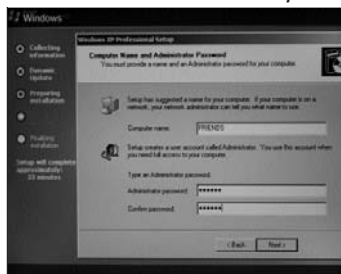 Windows
Windows XP Professional Setup
Collecting
information
Dynamic
Update
Preparing
installation
Finalizing
installation
Setup will complete
approximately:
33 minutes
Computer Name and Administrator Password
You must provide a name and an Administrator password for your computer.
Setup has suggested a name for your computer. If your computer is on a
network, your network administrator can tell you what name to use.
Computer name:
FRIENDS
Setup creates a user account called Administrator. You use this account when
you need full access to your computer.
Type an Administrator password.
Administrator password:
••••••
Confirm password:
••••••
< Back
Next >